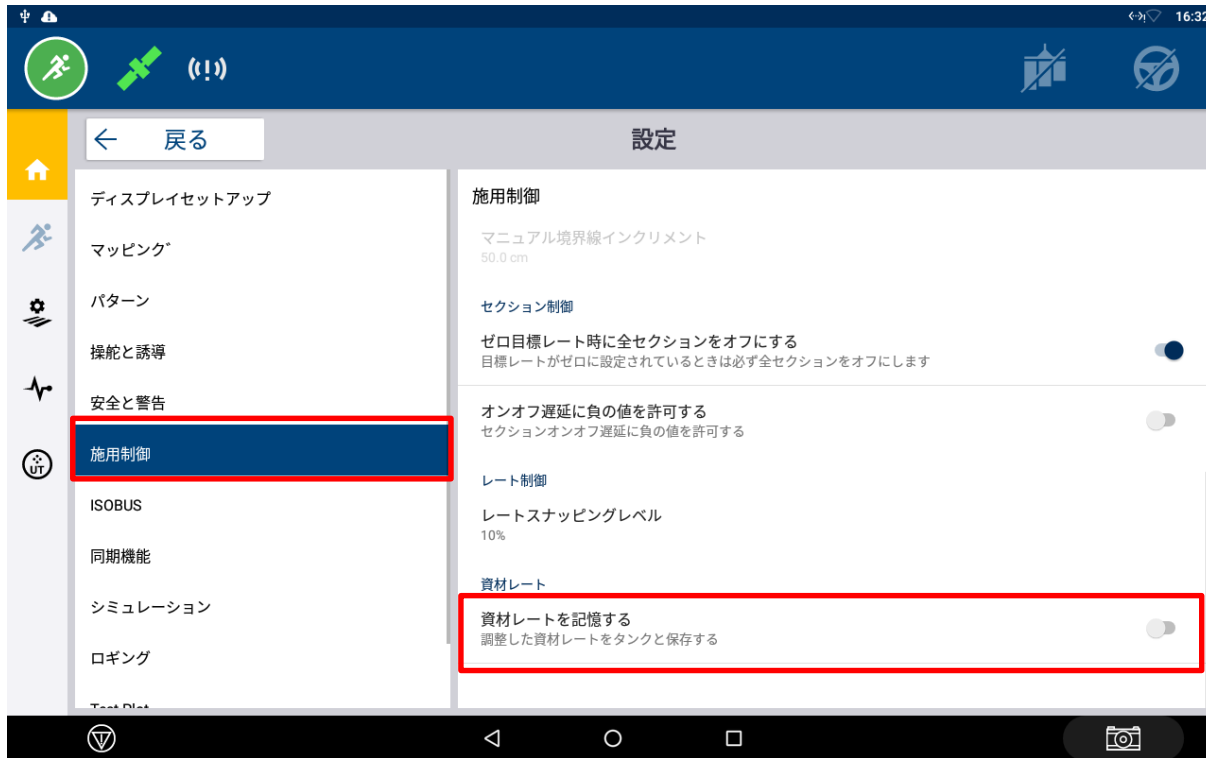 16:32
戻る
設定
ディスプレイセットアップ
マッピング
パターン
操舵と誘導
安全と警告
施用制御
ISOBUS
同期機能
シミュレーション
ロギング
Test Plot
施用制御
マニュアル境界線インクリメント
50.0 cm
セクション制御
ゼロ目標レート時に全セクションをオフにする
目標レートがゼロに設定されているときは必ず全セクションをオフにします
オンオフ遅延に負の値を許可する
セクションオンオフ遅延に負の値を許可する
レート制御
レートスナッピングレベル
10%
資材レート
資材レートを記憶する
調整した資材レートをタンクと保存する
UT